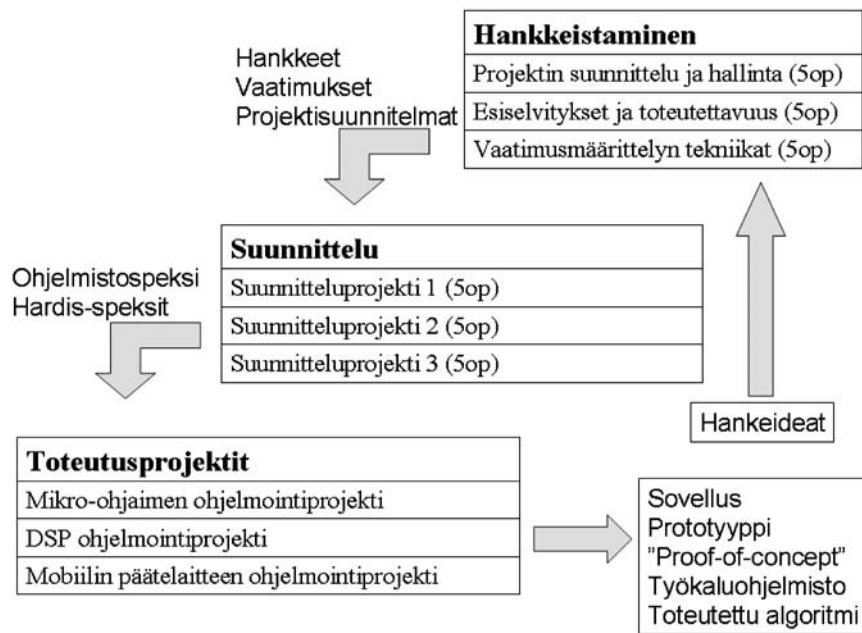 Hankkeistaminen
Projektin suunnittelu ja hallinta (5op)
Esiselvitykset ja toteutettavuus (5op)
Vaatimusmäärittelyn tekniikat (5op)
Hankkeet
Vaatimukset
Projektisuunnitelmat
Suunnittelu
Suunnitteluprojekti 1 (5op)
Suunnitteluprojekti 2 (5op)
Suunnitteluprojekti 3 (5op)
Ohjelmistospeksi
Hardis-speksit
Toteutusprojektit
Mikro-ohjaimen ohjelmointiprojekti
DSP ohjelmointiprojekti
Mobiilin päätelaitteen ohjelmointiprojekti
Sovellus
Prototyyppi
”Proof-of-concept”
Työkaluohjelmisto
Toteutettu algoritmi
Hankeideat